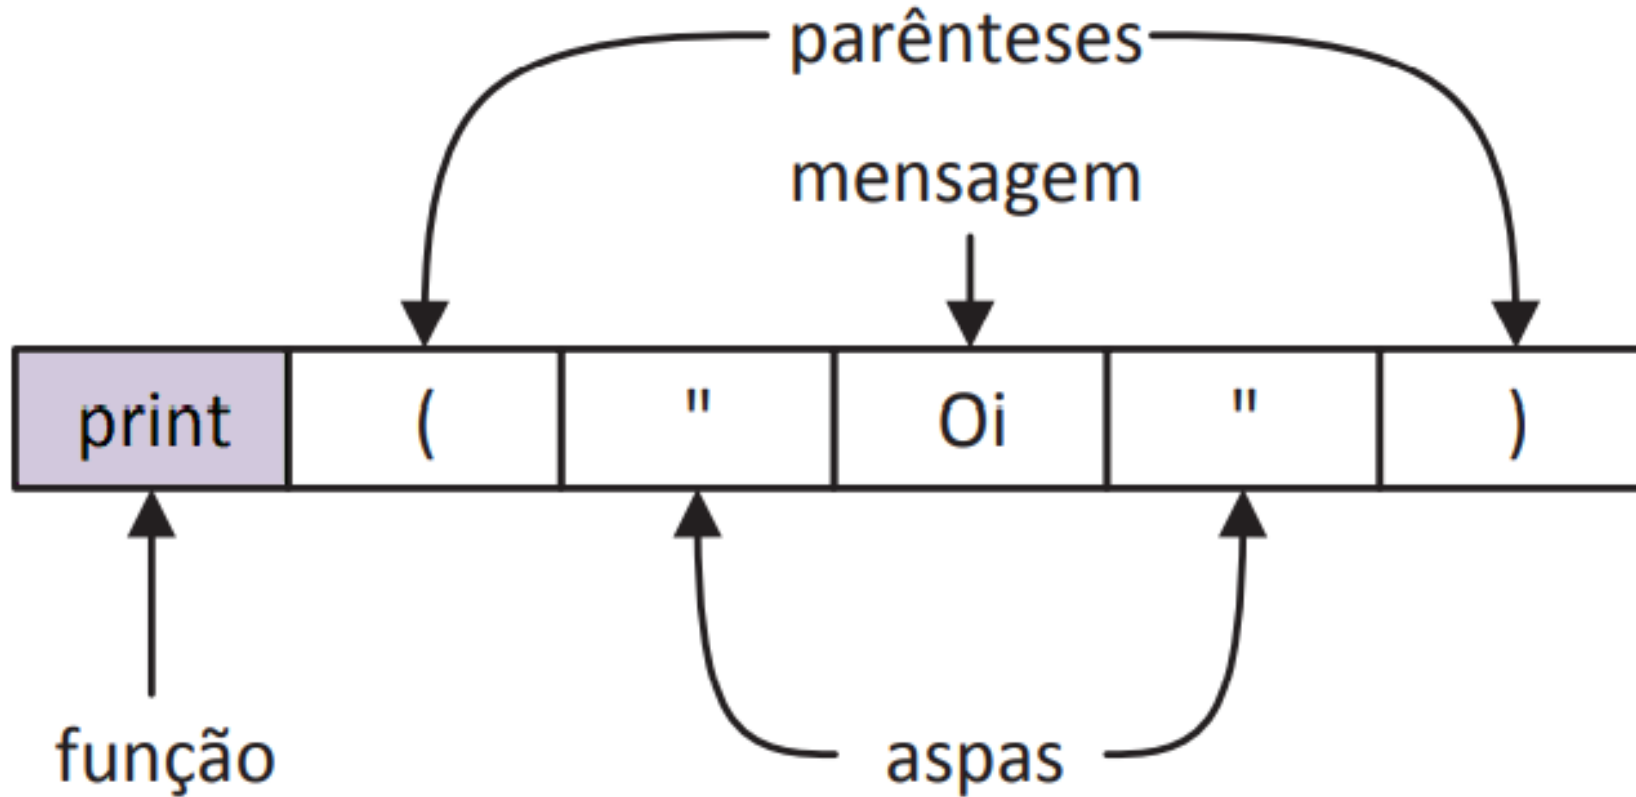 parênteses
mensagem
print ( " Oi " )
função aspas